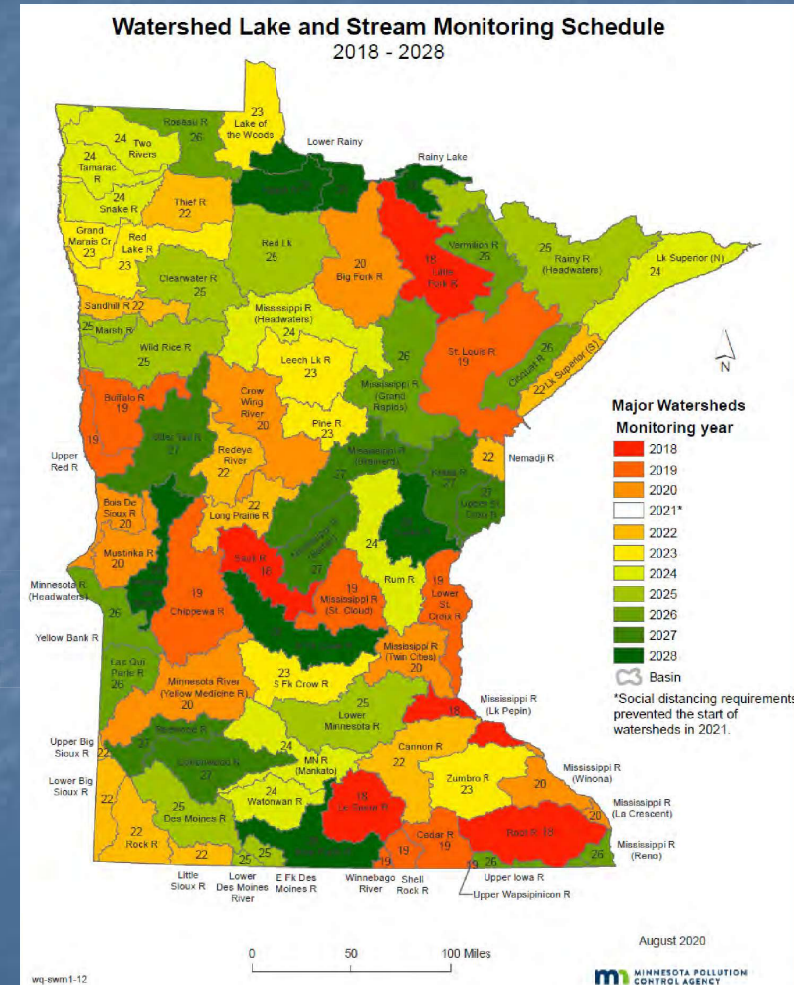 Watershed Lake and Stream Monitoring Schedule
2018 - 2028
Roseau R
26
23
Lake of
the Woods
Lower Rainy
Rainy Lake
24
Two
Rivers
24
Tamarac
R
24
Snake R
Thief R
22
Grand
Marais Cr
23
Red
Lake R
23
Red Lk
25
20
Big Fork R
18
Vermilion R
26
25
Rainy R
(Headwaters)
Lk Superior (N)
24
Clearwater R
25
Sandhill R 22
25
Marsh R
Wild Rice R
25
Mississippi R
(Headwaters)
24
Leech Lk R
23
26
Mississippi R
(Grand
Rapids)
St. Louis R
19
26
Cloquet R
22 Lk Superior (S)
N
Buffalo R
19
19
Upper
Red R
27
Crow
Wing
River
20
Pine R
23
Redeye
River
22
Mississippi R
(Brainerd)
27
27
22
Nemadji R
27
Upper St
Croix R
Bois De
Sioux R
20
22
Long Prairie R
Mustinka R
20
Sauk R
18
27
24
Rum R
19
Mississippi R
(St. Cloud)
19
Lower
St.
Croix R
Minnesota R
(Headwaters)
26
19
Chippewa R
Yellow Bank R
Lac Qui
Parle R
26
Minnesota River
(Yellow Medicine R)
20
23
S Fk Crow R
Mississippi R
(Twin Cities)
20
25
Lower
Minnesota R
18
Mississippi R
(Lk Pepin)
Upper Big
Sioux R
22
27
Redwood R
Cottonwood R
27
24
MN R
(Mankato)
Cannon R
22
Zumbro R
23
20
Mississippi R
(Winona)
Lower Big
Sioux R
22
22
Rock R
25
Des Moines R
24
Watonwan R
18
Le Sueur R
Cedar R
19
19
Root R 18
20
Mississippi R
(La Crescent)
26
Mississippi R
(Reno)
22
25
25
19
19
26
Little
Sioux R
Lower
Des Moines
River
E Fk Des
Moines R
Winnebago
River
Shell
Rock R
Upper Iowa R
Upper Wapsipinicon R
Major Watersheds
Monitoring year
2018
2019
2020
2021*
2022
2023
2024
2025
2026
2027
2028
Basin
*Social distancing requirements
prevented the start of
watersheds in 2021.
0 50 100 Miles
August 2020
wq-swm1-12
MINNESOTA POLLUTION
CONTROL AGENCY